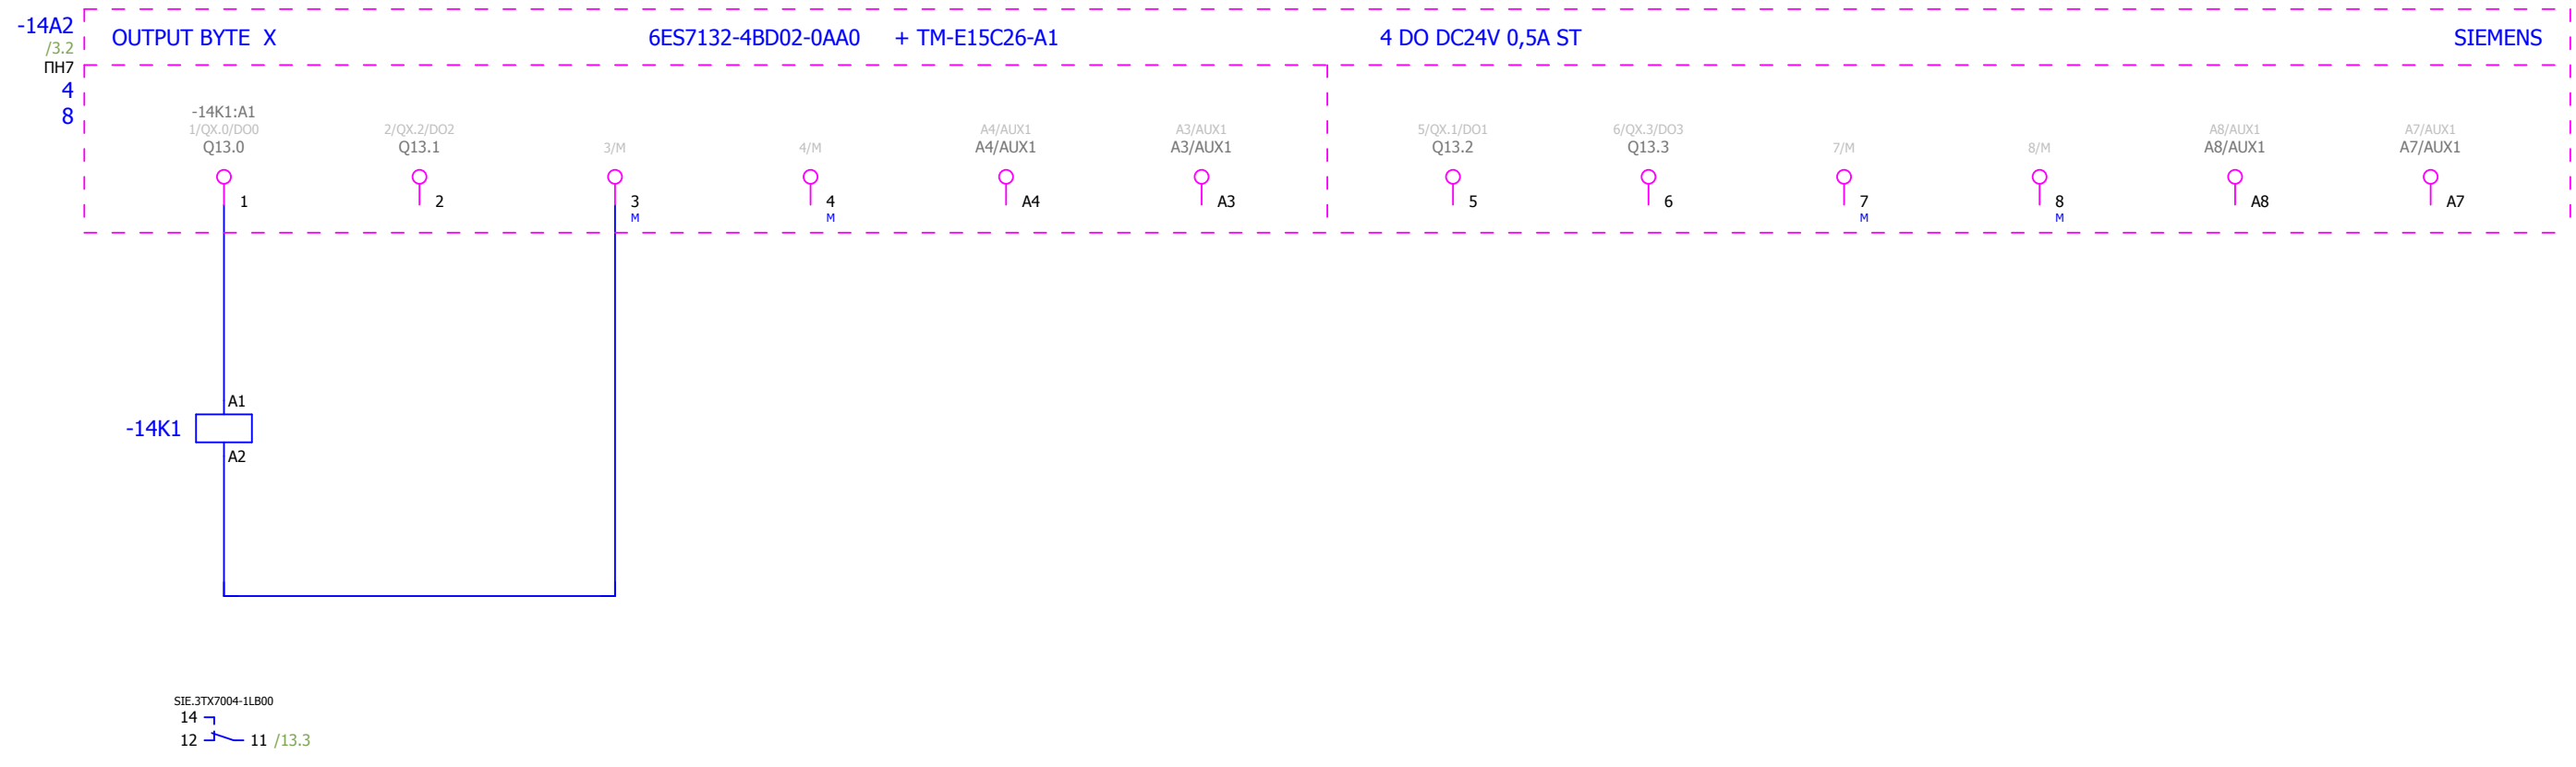 -14A2
/3.2
ПН7
4
8
OUTPUT BYTE X 6ES7132-4BD02-0AA0 + TM-E15C26-A1 4 DO DC24V 0,5A ST SIEMENS
-14K1:A1
1/QX.0/DO0 2/QX.2/DO2 A4/AUX1 A3/AUX1 5/QX.1/DO1 6/QX.3/DO3 A8/AUX1 A7/AUX1
Q13.0 Q13.1 3/M 4/M A4/AUX1 A3/AUX1 Q13.2 Q13.3 7/M 8/M A8/AUX1 A7/AUX1
1 2 3 4 A4 A3 5 6 7 8 A8 A7
M M M M
A1
-14K1
A2
SIE.3TX7004-1LB00
14
12 11 /13.3